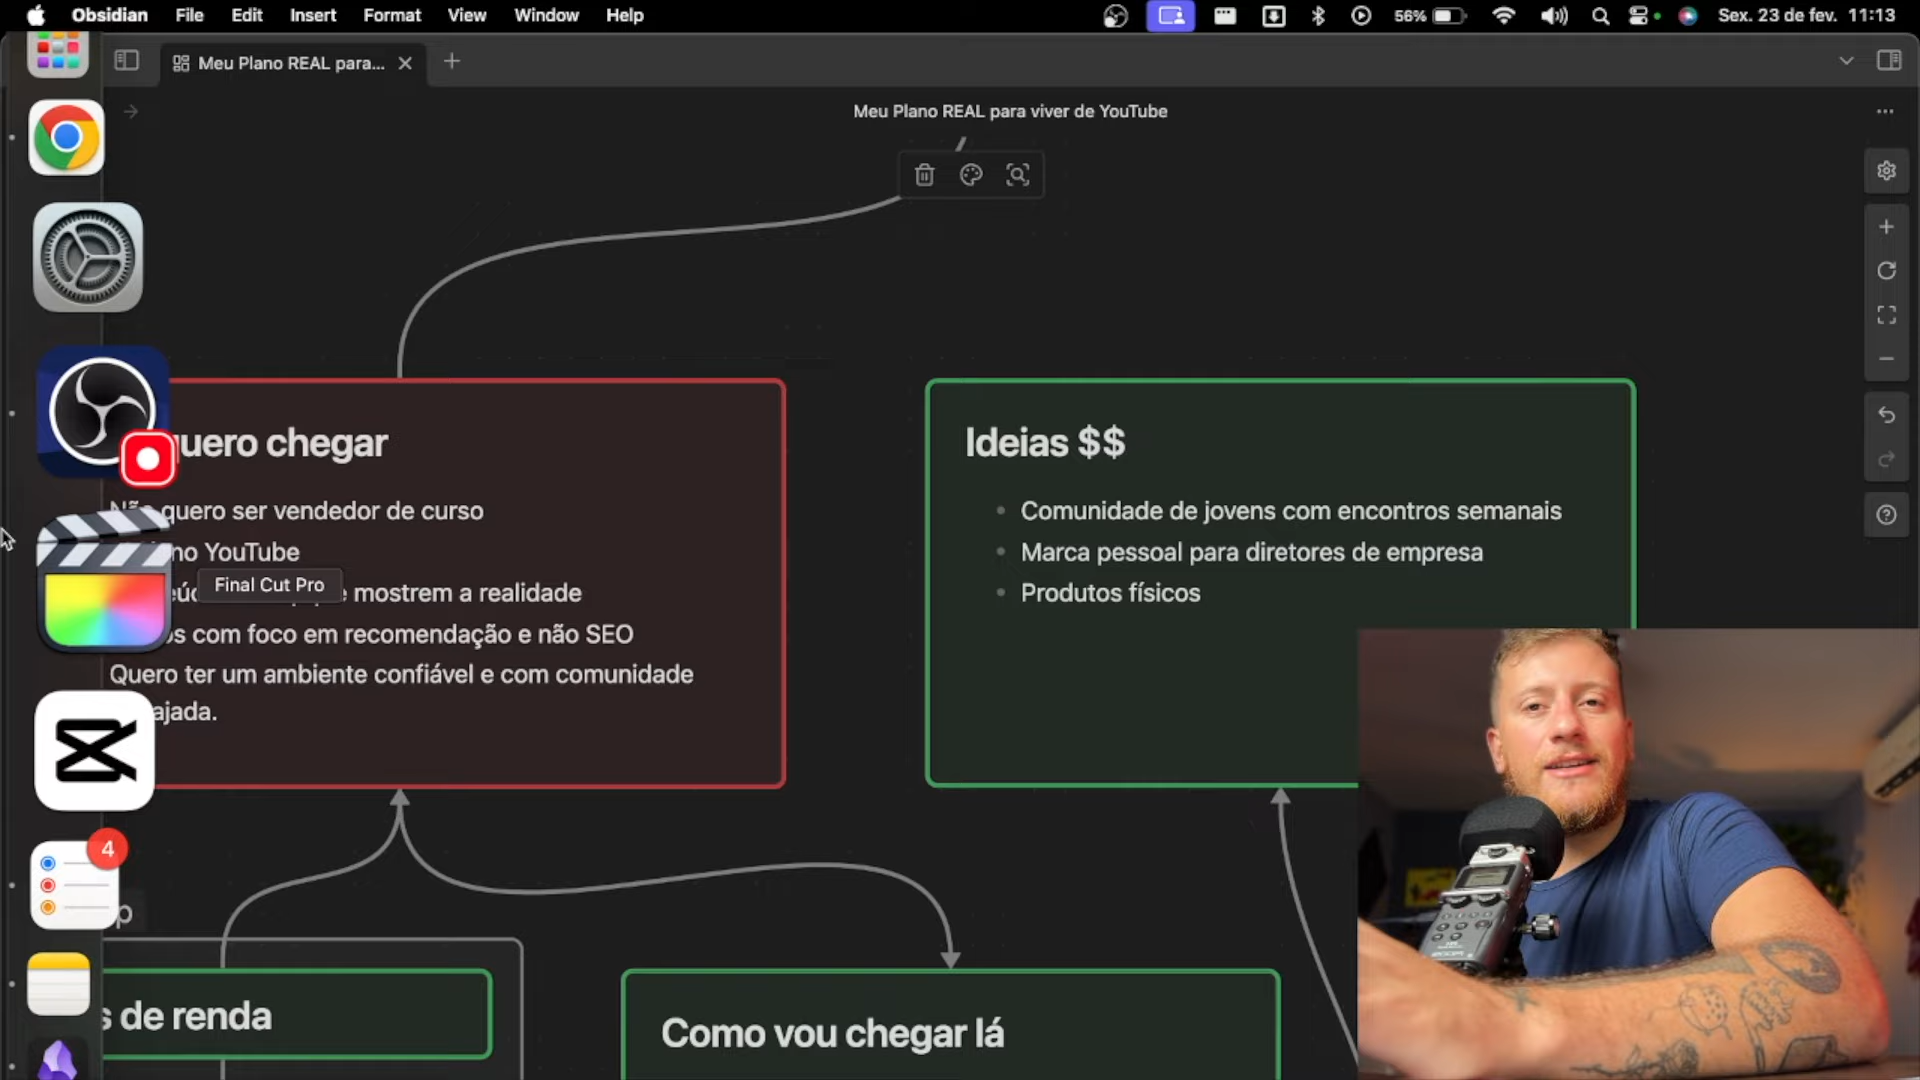 Obsidian File Edit Insert Format View Window Help 56% Sex. 23 de fev. 11:13
Meu Plano REAL para...
Meu Plano REAL para viver de YouTube
quero chegar
Não quero ser vendedor de curso
no YouTube
mostrem a realidade
com foco em recomendação e não SEO
Quero ter um ambiente confiável e com comunidade
ajada.
Final Cut Pro
Ideias $$
Comunidade de jovens com encontros semanais
Marca pessoal para diretores de empresa
Produtos físicos
4
p
s de renda
Como vou chegar lá